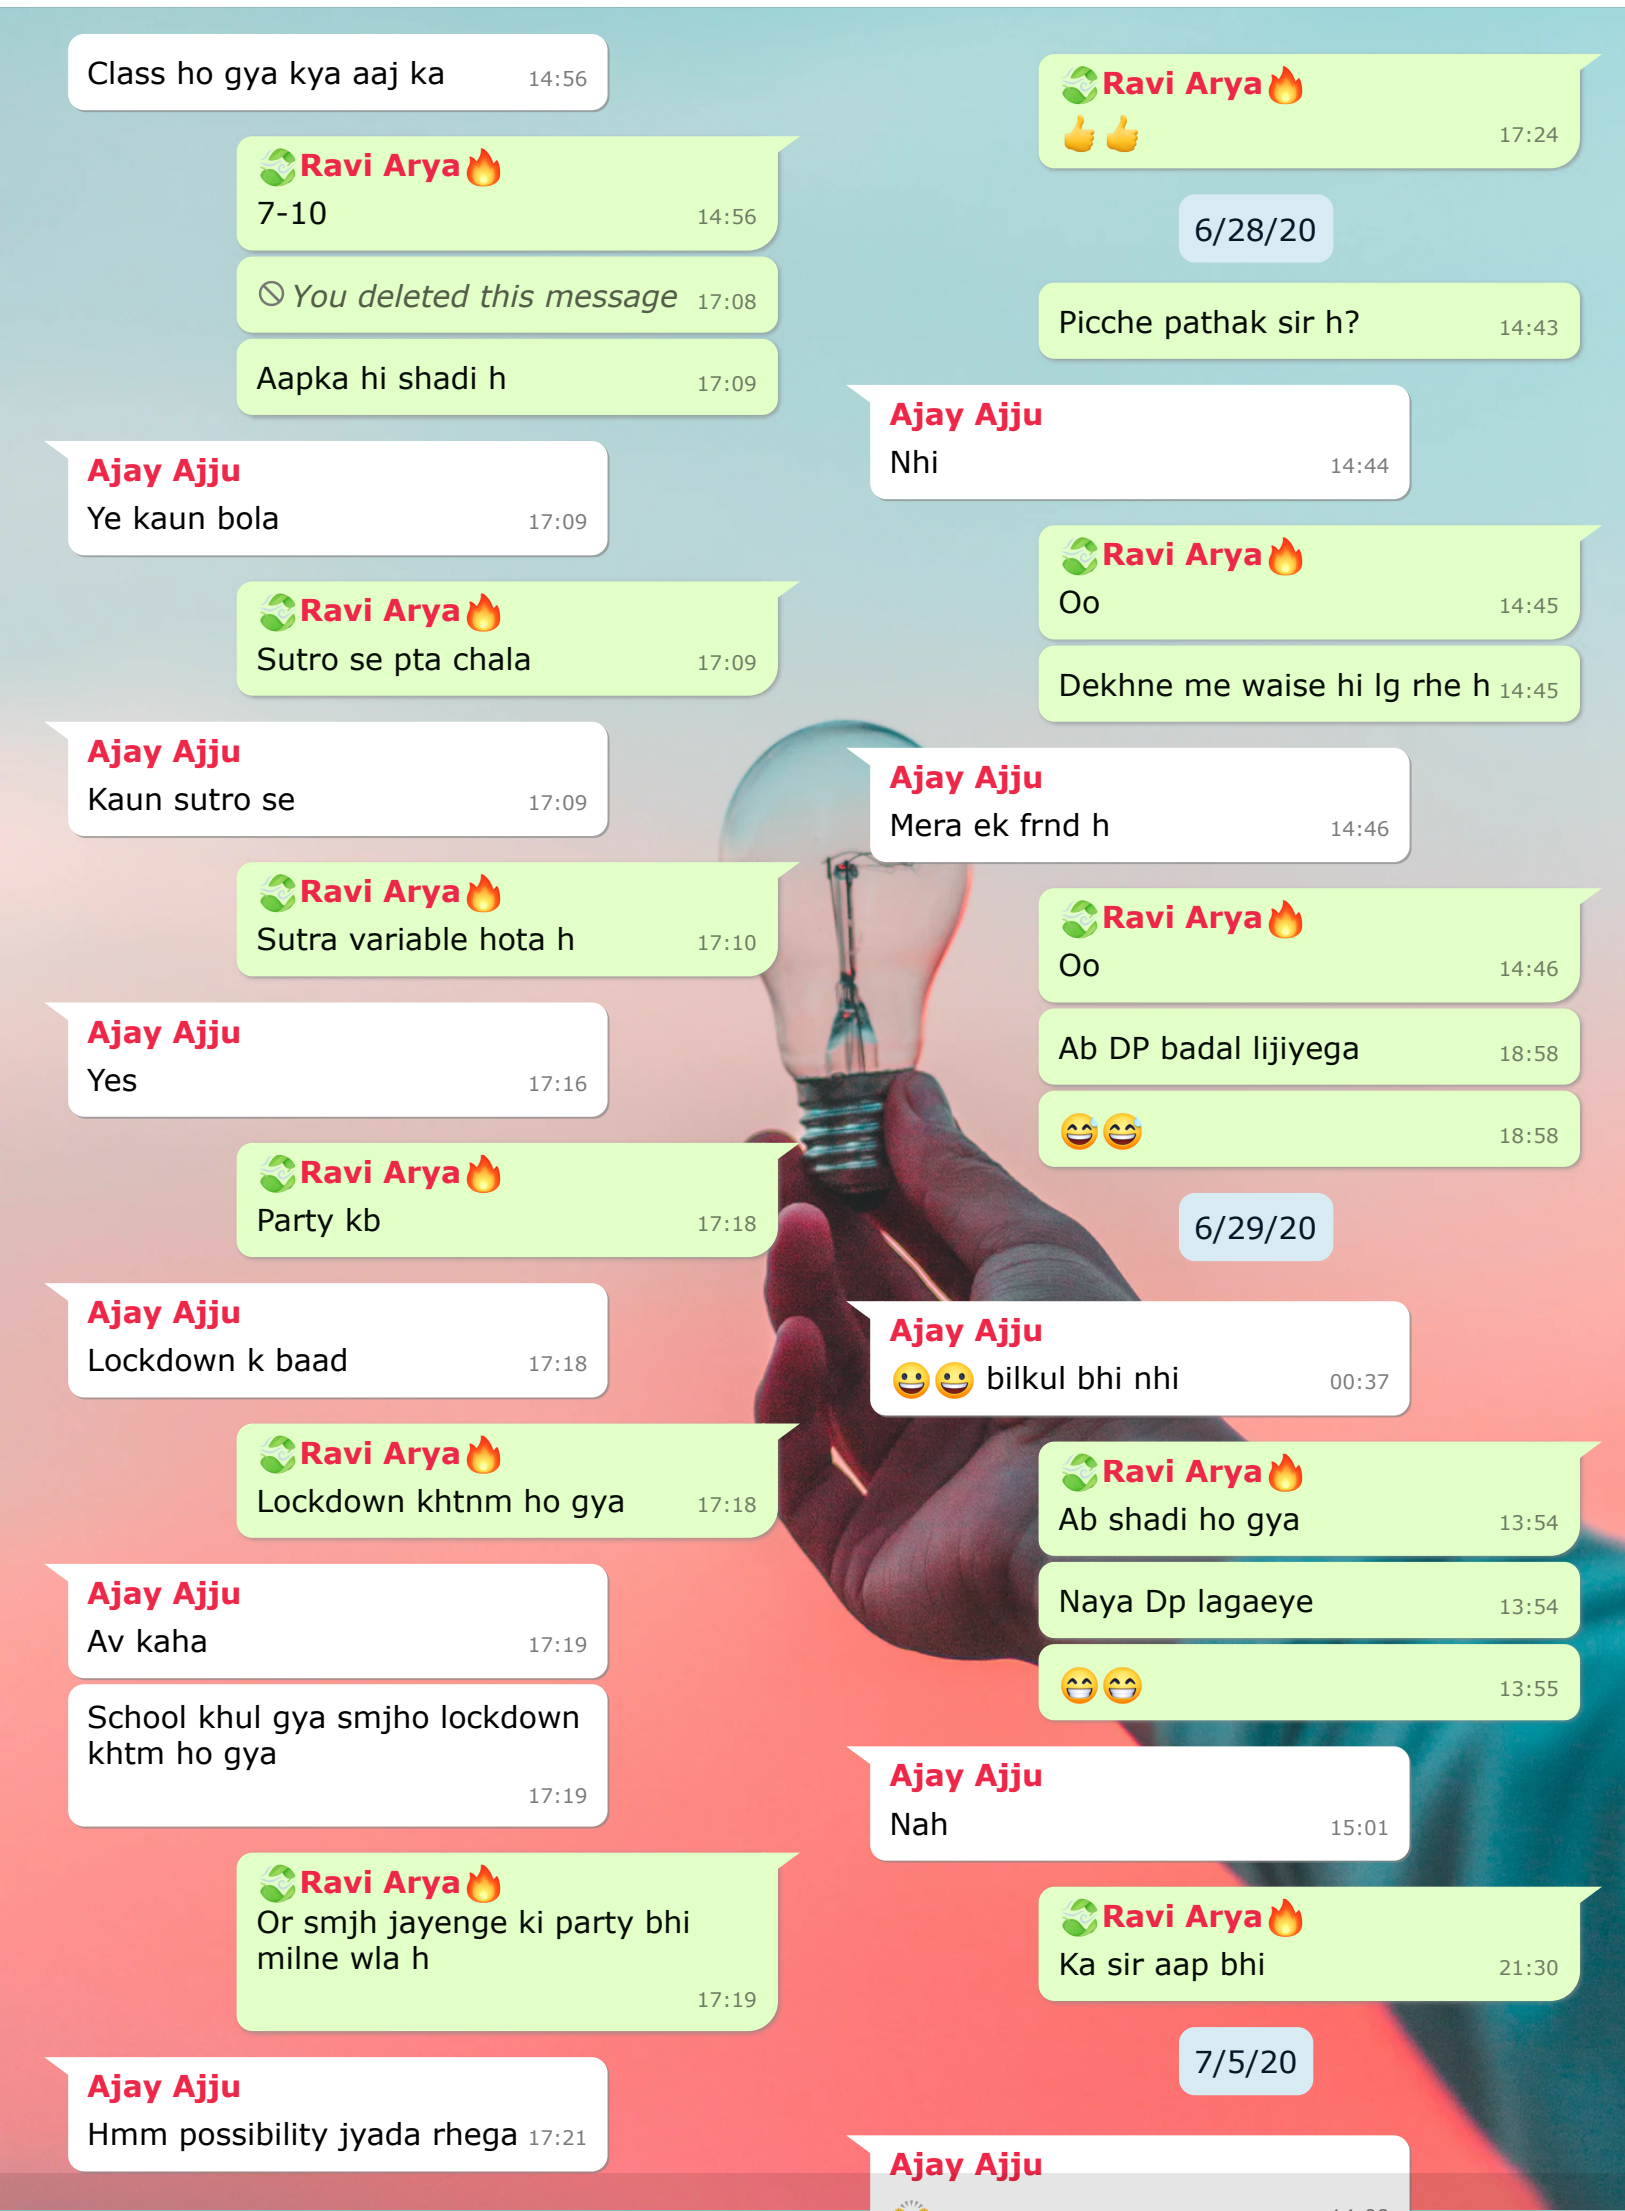 Class ho gya kya aaj ka 14:56
Ravi Arya🔥
7-10 14:56
You deleted this message 17:08
Aapka hi shadi h 17:09
Ajay Ajju
Ye kaun bola 17:09
Ravi Arya🔥
Sutro se pta chala 17:09
Ajay Ajju
Kaun sutro se 17:09
Ravi Arya🔥
Sutra variable hota h 17:10
Ajay Ajju
Yes 17:16
Ravi Arya🔥
Party kb 17:18
Ajay Ajju
Lockdown k baad 17:18
Ravi Arya🔥
Lockdown khtnm ho gya 17:18
Ajay Ajju
Av kaha 17:19
School khul gya smjho lockdown
khtm ho gya
17:19
Ravi Arya🔥
Or smjh jayenge ki party bhi
milne wla h
17:19
Ajay Ajju
Hmm possibility jyada rhega 17:21
Ravi Arya🔥
👍👍 17:24
6/28/20
Picche pathak sir h? 14:43
Ajay Ajju
Nhi 14:44
Ravi Arya🔥
Oo 14:45
Dekhne me waise hi lg rhe h 14:45
Ajay Ajju
Mera ek frnd h 14:46
Ravi Arya🔥
Oo 14:46
Ab DP badal lijiyega 18:58
😅😅 18:58
6/29/20
Ajay Ajju
😀😀 bilkul bhi nhi 00:37
Ravi Arya🔥
Ab shadi ho gya 13:54
Naya Dp lagaeye 13:54
😁😁 13:55
Ajay Ajju
Nah 15:01
Ravi Arya🔥
Ka sir aap bhi 21:30
7/5/20
Ajay Ajju